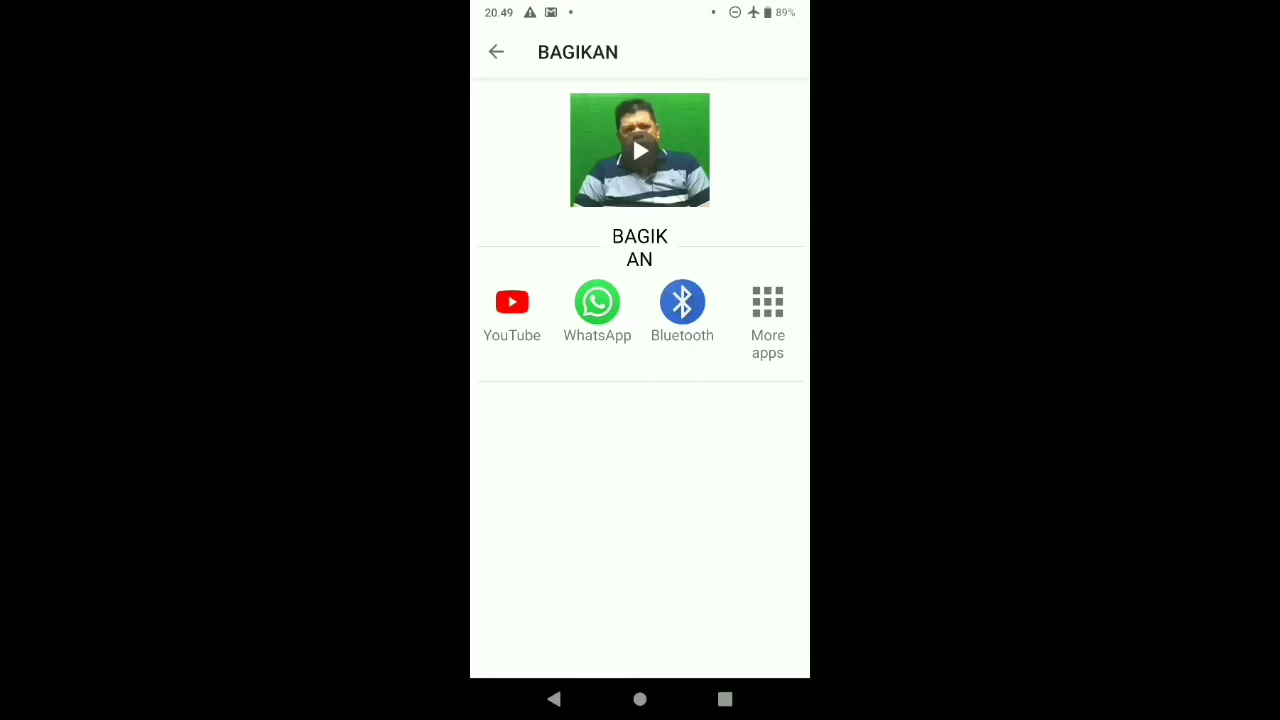 20.49
89%
BAGIKAN
BAGIK
AN
YouTube
WhatsApp
Bluetooth
More
apps